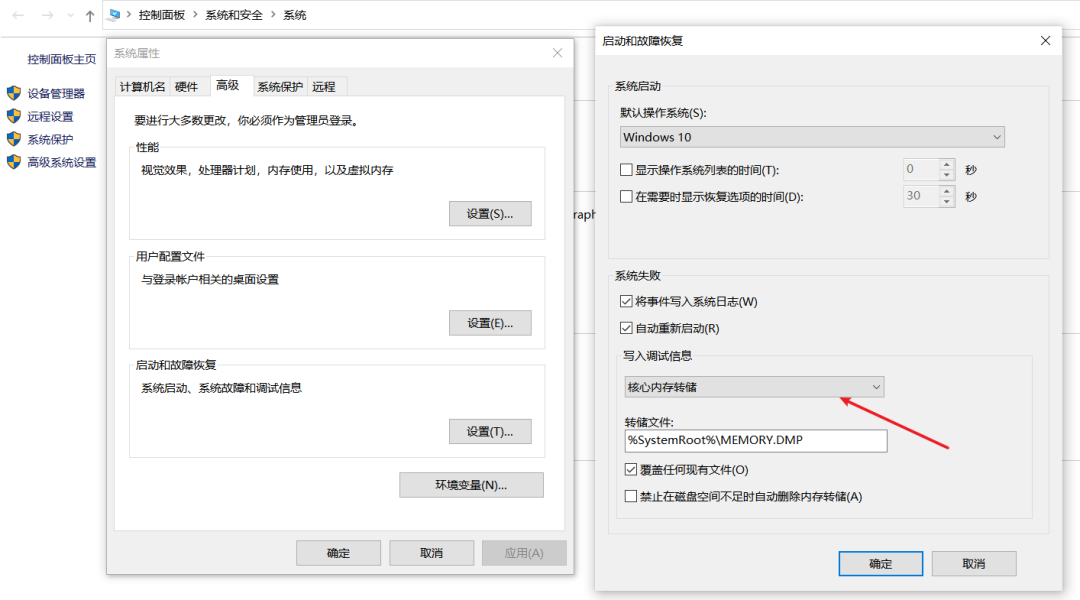 控制面板 系统和安全 系统
控制面板主页
设备管理器
远程设置
系统保护
高级系统设置
系统属性
计算机名 硬件 高级 系统保护 远程
要进行大多数更改，你必须作为管理员登录。
性能
视觉效果，处理器计划，内存使用，以及虚拟内存
设置(S)...
用户配置文件
与登录帐户相关的桌面设置
设置(E)...
启动和故障恢复
系统启动、系统故障和调试信息
设置(T)...
环境变量(N)...
确定 取消 应用(A)
raph
启动和故障恢复
系统启动
默认操作系统(S):
Windows 10
显示操作系统列表的时间(T): 0 秒
在需要时显示恢复选项的时间(D): 30 秒
系统失败
将事件写入系统日志(W)
自动重新启动(R)
写入调试信息
核心内存转储
转储文件:
%SystemRoot%\MEMORY.DMP
覆盖任何现有文件(O)
禁止在磁盘空间不足时自动删除内存转储(A)
确定 取消